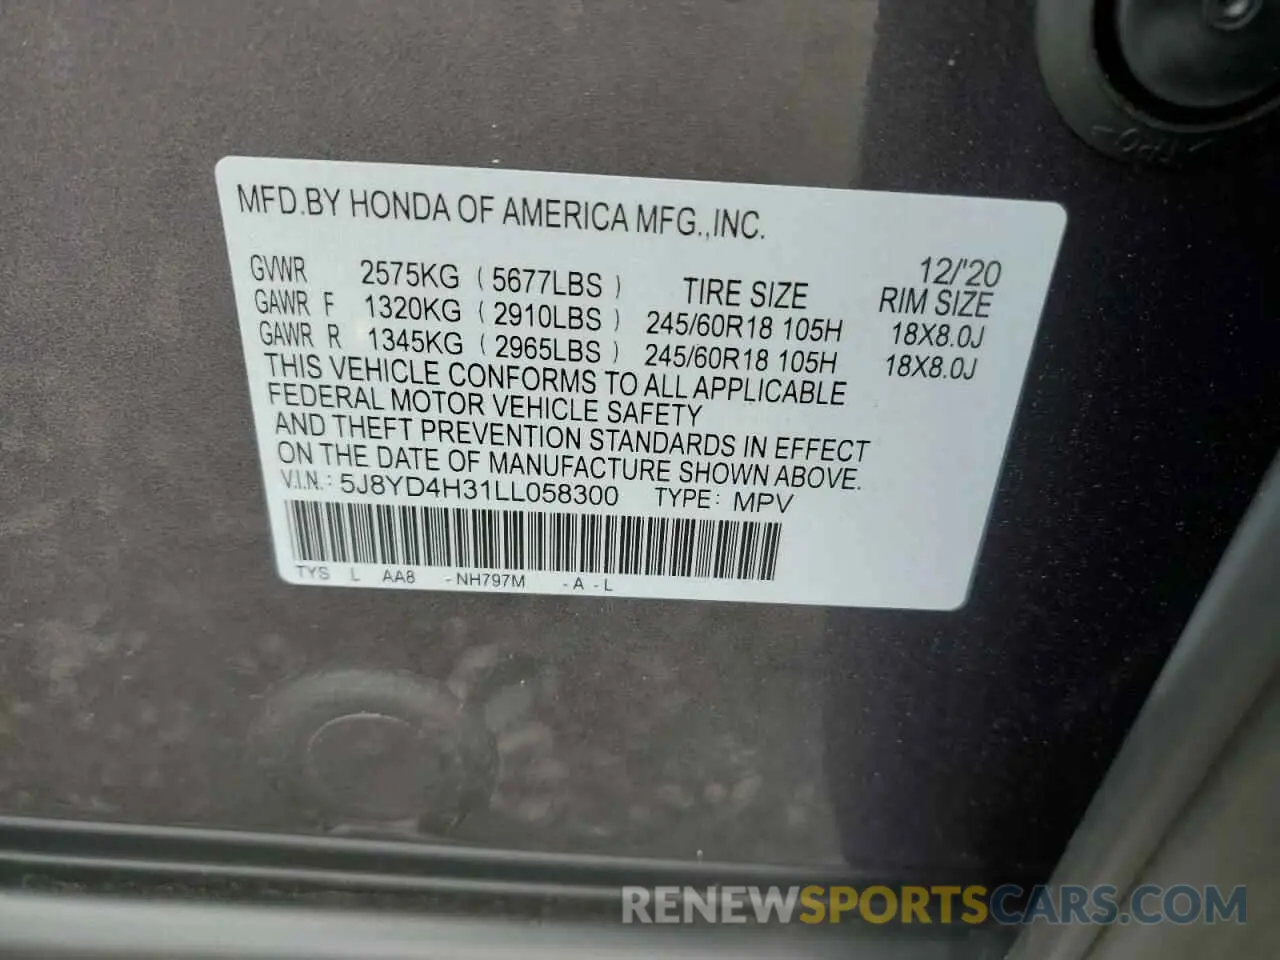 MFD.BY HONDA OF AMERICA MFG.,INC.
12/'20
GVWR 2575KG ( 5677LBS ) TIRE SIZE RIM SIZE
GAWR F 1320KG ( 2910LBS ) 245/60R18 105H 18X8.0J
GAWR R 1345KG ( 2965LBS ) 245/60R18 105H 18X8.0J
THIS VEHICLE CONFORMS TO ALL APPLICABLE
FEDERAL MOTOR VEHICLE SAFETY
AND THEFT PREVENTION STANDARDS IN EFFECT
ON THE DATE OF MANUFACTURE SHOWN ABOVE.
V.I.N.: 5J8YD4H31LL058300 TYPE: MPV
TYS L AA8 -NH797M -A -L
RENEWSPORTSCARS.COM